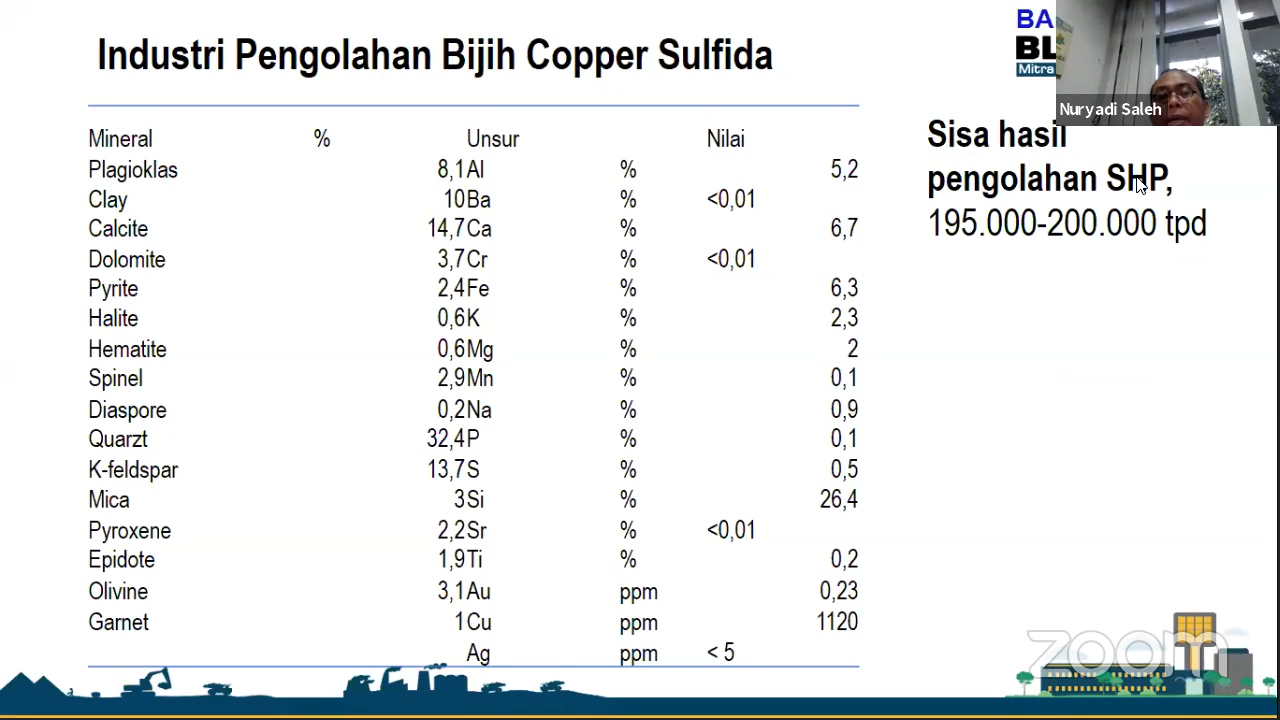 Industri Pengolahan Bijih Copper Sulfida
BA
BL
Mitra
Nuryadi Saleh
Sisa hasil
pengolahan SHP,
195.000-200.000 tpd
Mineral % Unsur Nilai
Plagioklas 8,1 Al % 5,2
Clay 10 Ba % <0,01
Calcite 14,7 Ca % 6,7
Dolomite 3,7 Cr % <0,01
Pyrite 2,4 Fe % 6,3
Halite 0,6 K % 2,3
Hematite 0,6 Mg % 2
Spinel 2,9 Mn % 0,1
Diaspore 0,2 Na % 0,9
Quarzt 32,4 P % 0,1
K-feldspar 13,7 S % 0,5
Mica 3 Si % 26,4
Pyroxene 2,2 Sr % <0,01
Epidote 1,9 Ti % 0,2
Olivine 3,1 Au ppm 0,23
Garnet 1 Cu ppm 1120
Ag ppm < 5
zoom